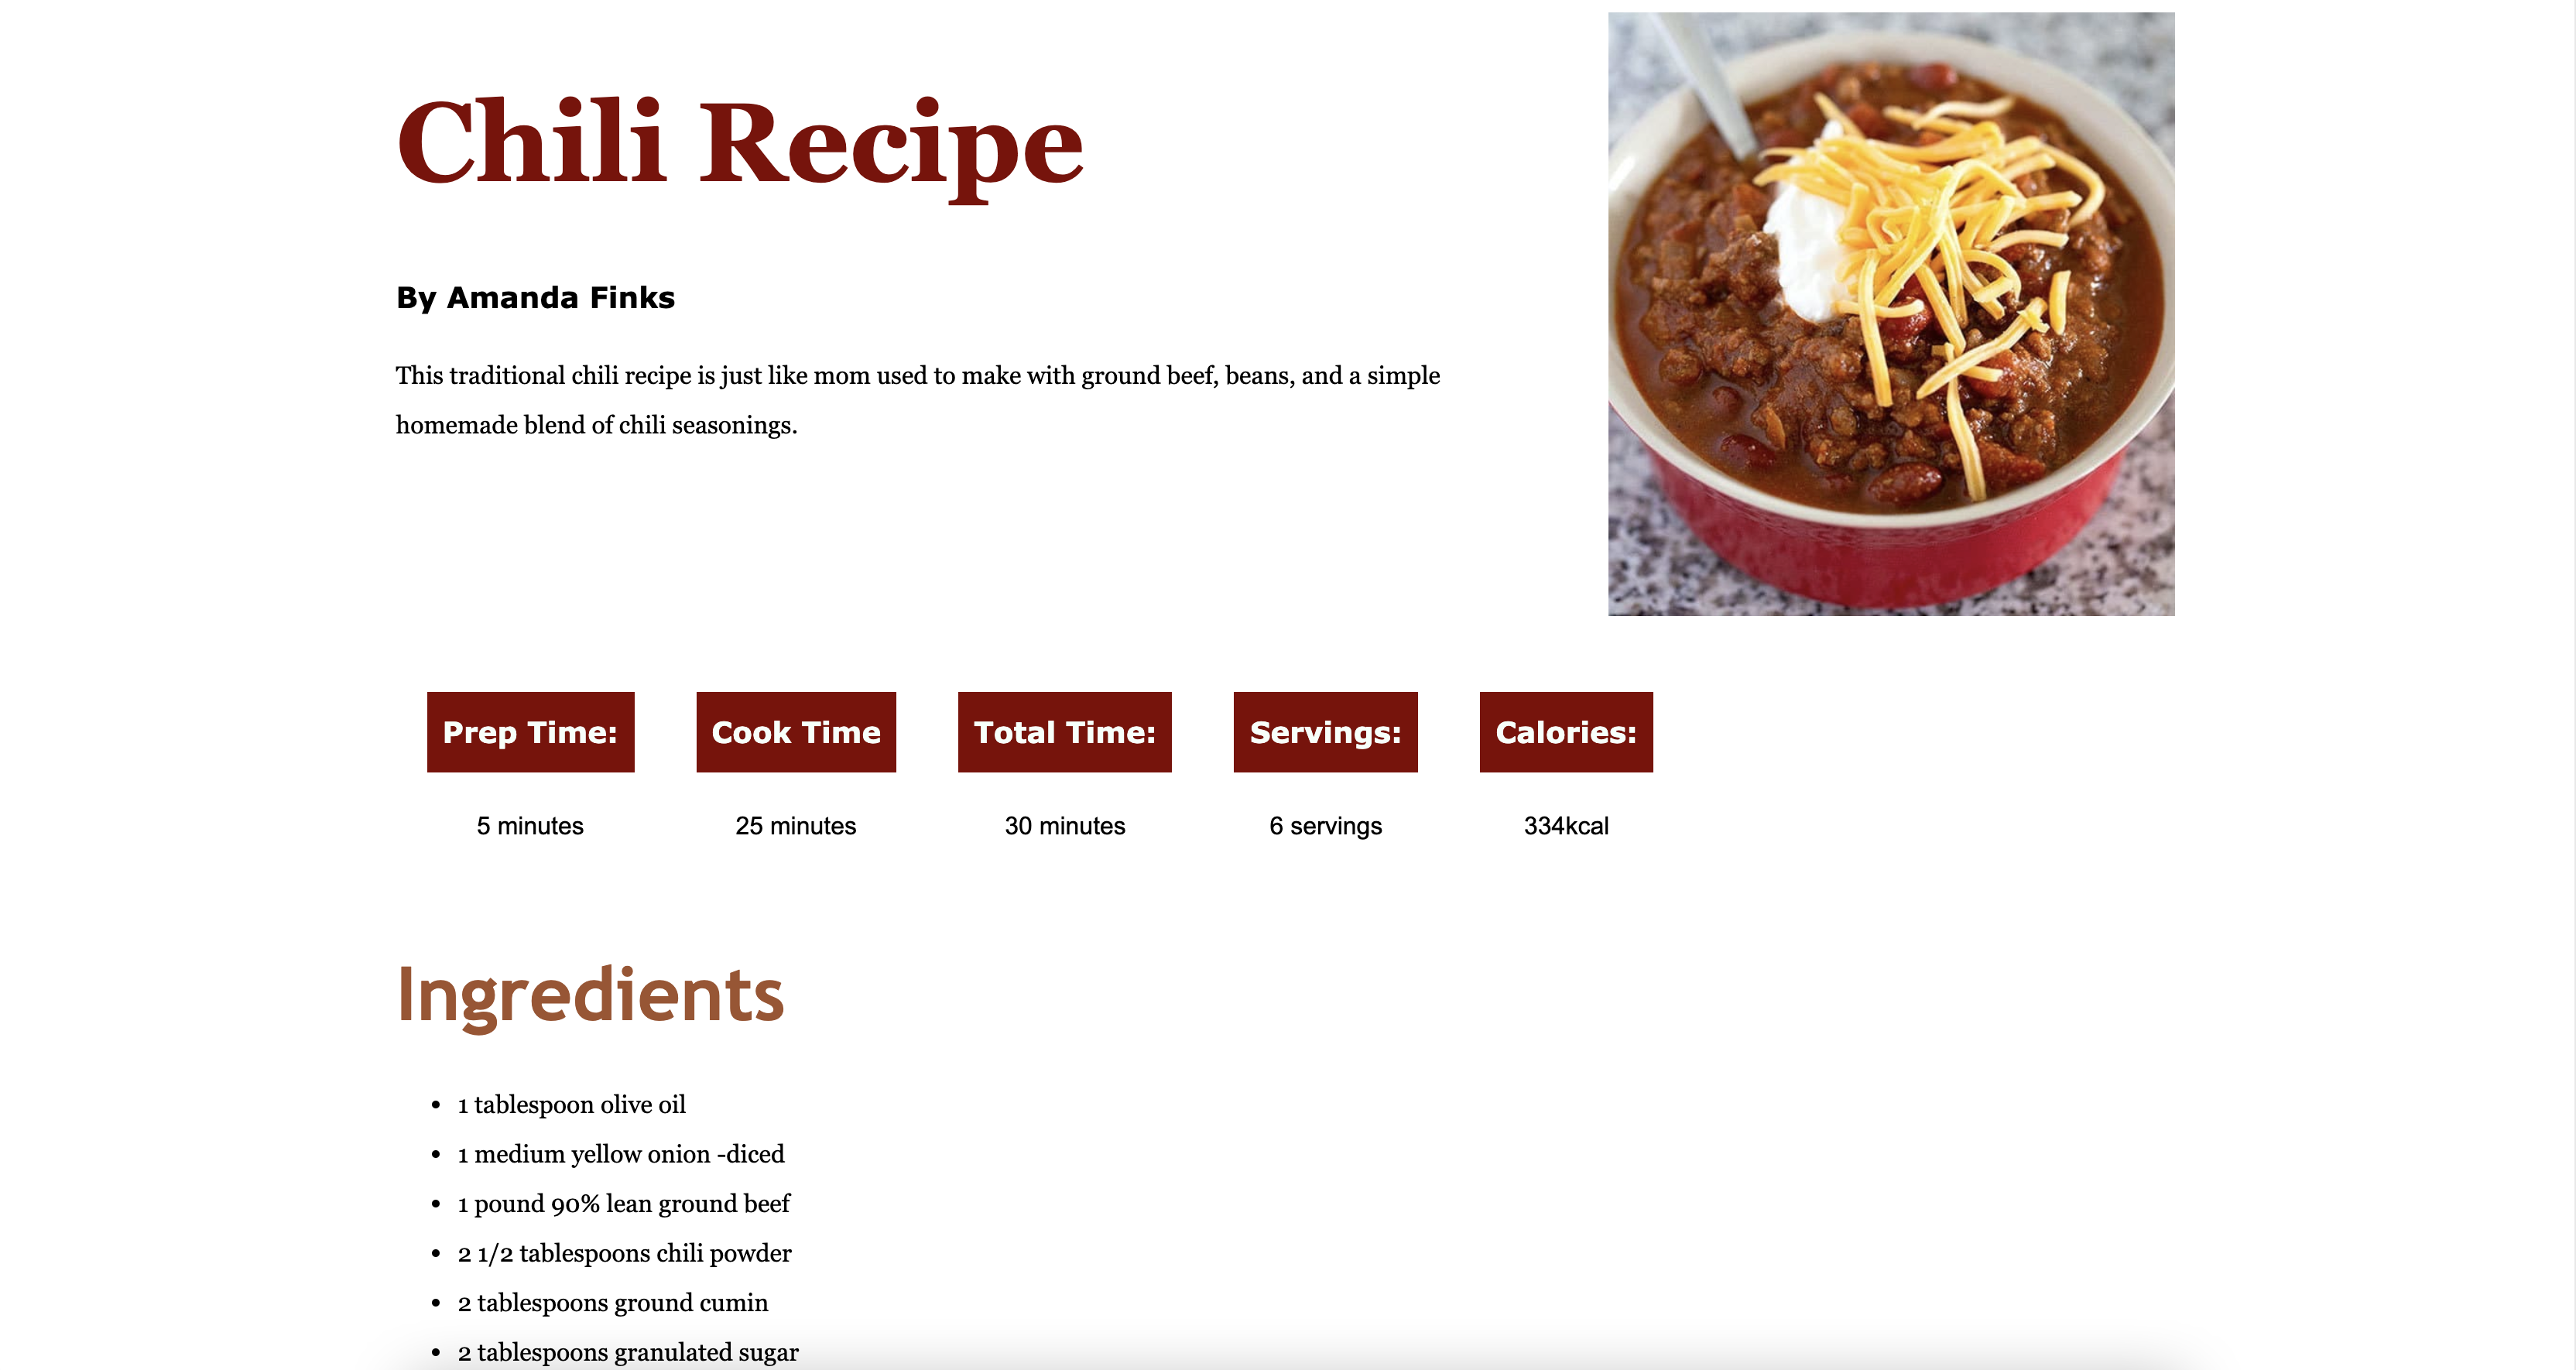 Chili Recipe
By Amanda Finks
This traditional chili recipe is just like mom used to make with ground beef, beans, and a simple
homemade blend of chili seasonings.
Prep Time: Cook Time Total Time: Servings: Calories:
5 minutes 25 minutes 30 minutes 6 servings 334kcal
Ingredients
• 1 tablespoon olive oil
• 1 medium yellow onion -diced
• 1 pound 90% lean ground beef
• 2 1/2 tablespoons chili powder
• 2 tablespoons ground cumin
• 2 tablespoons granulated sugar